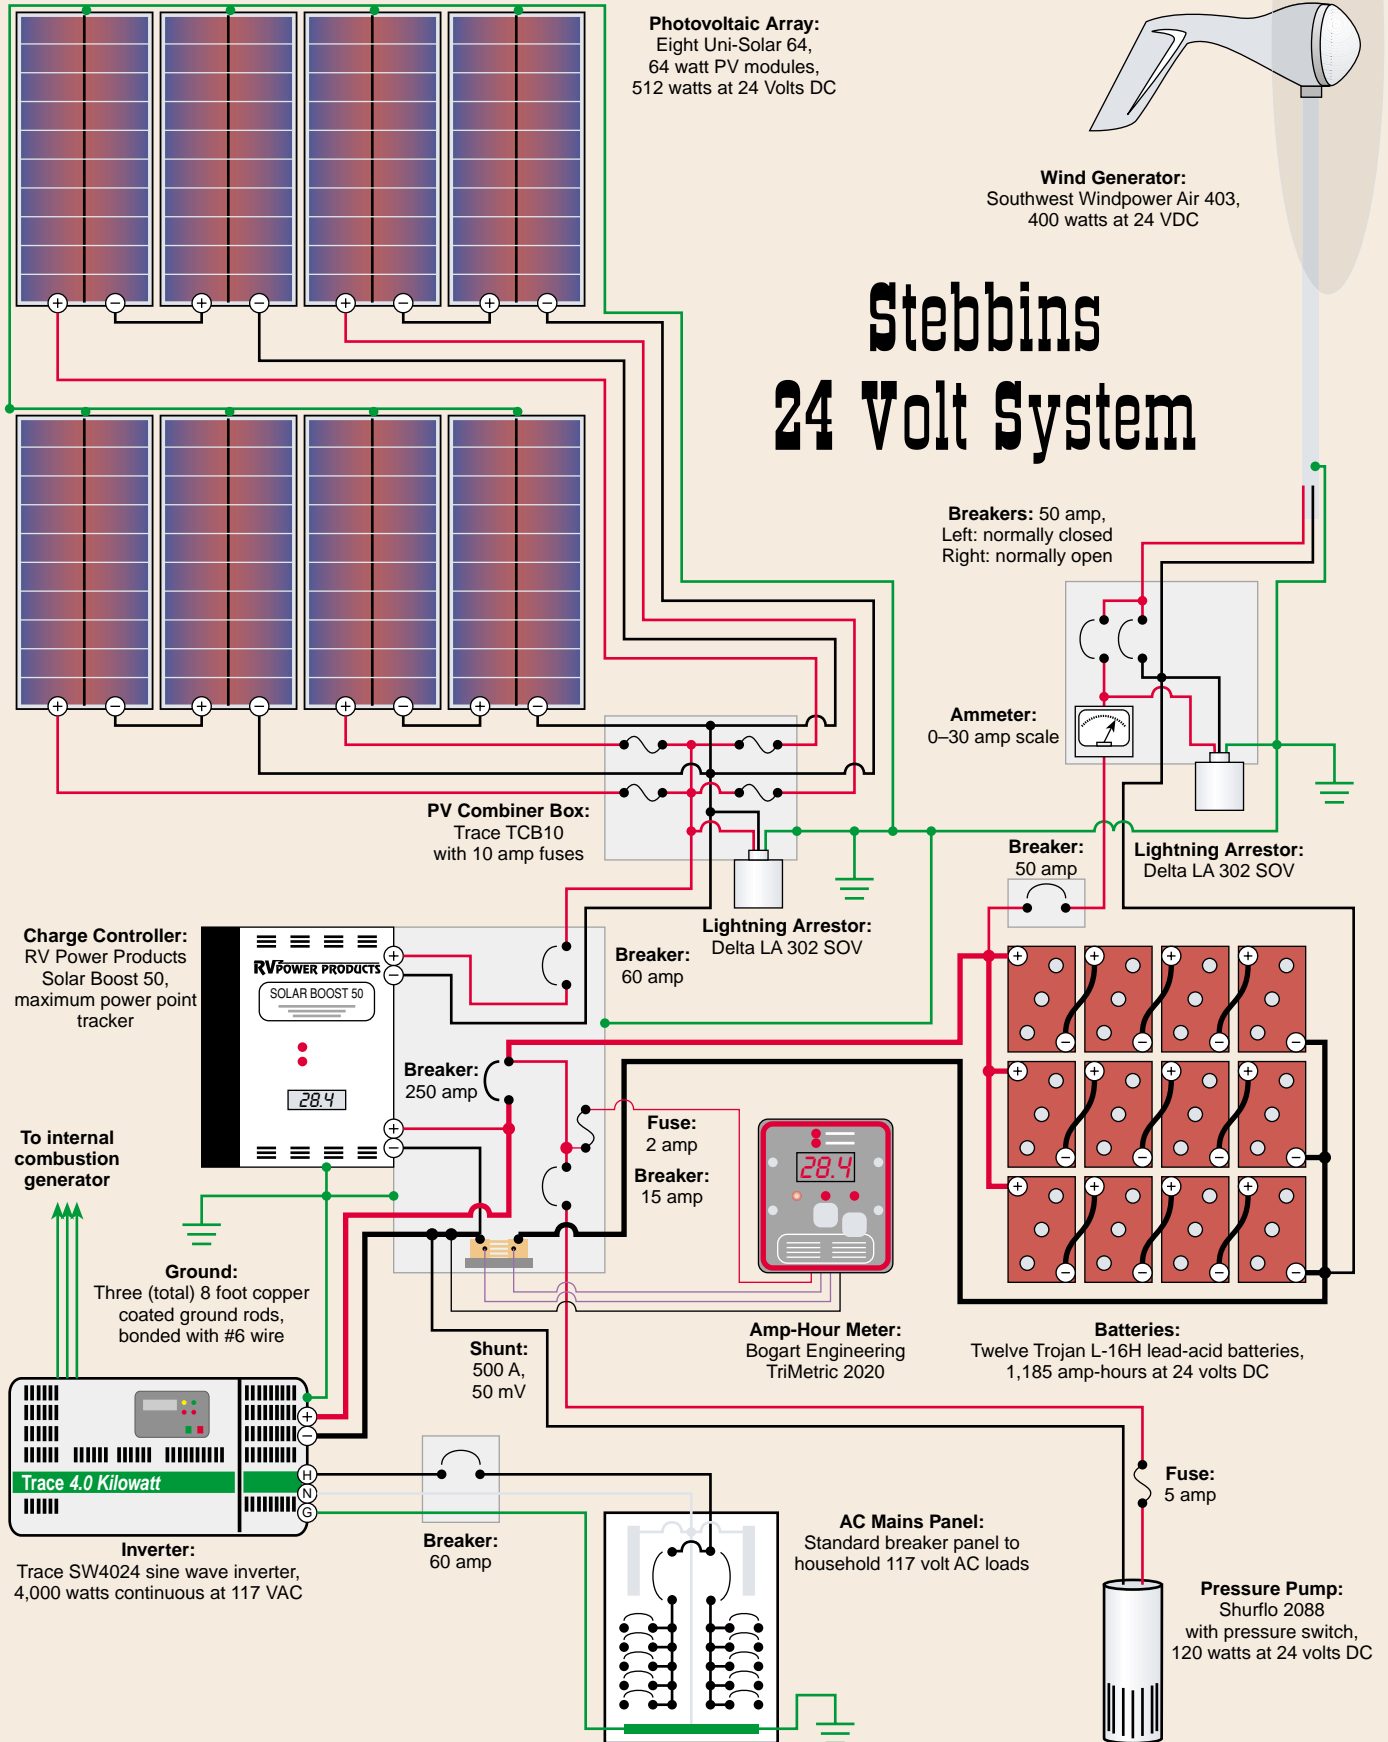 Photovoltaic Array:
Eight Uni-Solar 64,
64 watt PV modules,
512 watts at 24 Volts DC
Wind Generator:
Southwest Windpower Air 403,
400 watts at 24 VDC
Stebbins
24 Volt System
Breakers: 50 amp,
Left: normally closed
Right: normally open
Ammeter:
0–30 amp scale
PV Combiner Box:
Trace TCB10
with 10 amp fuses
Lightning Arrestor:
Delta LA 302 SOV
Breaker:
50 amp
Lightning Arrestor:
Delta LA 302 SOV
Charge Controller:
RV Power Products
Solar Boost 50,
maximum power point
tracker
RV POWER PRODUCTS
SOLAR BOOST 50
28.4
Breaker:
60 amp
Breaker:
250 amp
Fuse:
2 amp
Breaker:
15 amp
28.4
To internal
combustion
generator
Ground:
Three (total) 8 foot copper
coated ground rods,
bonded with #6 wire
Shunt:
500 A,
50 mV
Amp-Hour Meter:
Bogart Engineering
TriMetric 2020
Batteries:
Twelve Trojan L-16H lead-acid batteries,
1,185 amp-hours at 24 volts DC
Trace 4.0 Kilowatt
H
N
G
Inverter:
Trace SW4024 sine wave inverter,
4,000 watts continuous at 117 VAC
Breaker:
60 amp
AC Mains Panel:
Standard breaker panel to
household 117 volt AC loads
Fuse:
5 amp
Pressure Pump:
Shurflo 2088
with pressure switch,
120 watts at 24 volts DC